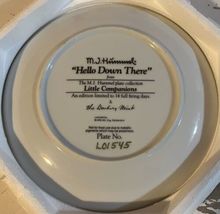 M.J. Hummel
"Hello Down There"
from
The M.J. Hummel plate collection
Little Companions
An edition limited to 14 full firing days.
&
the Danbury Mint
Plate No.
L01545